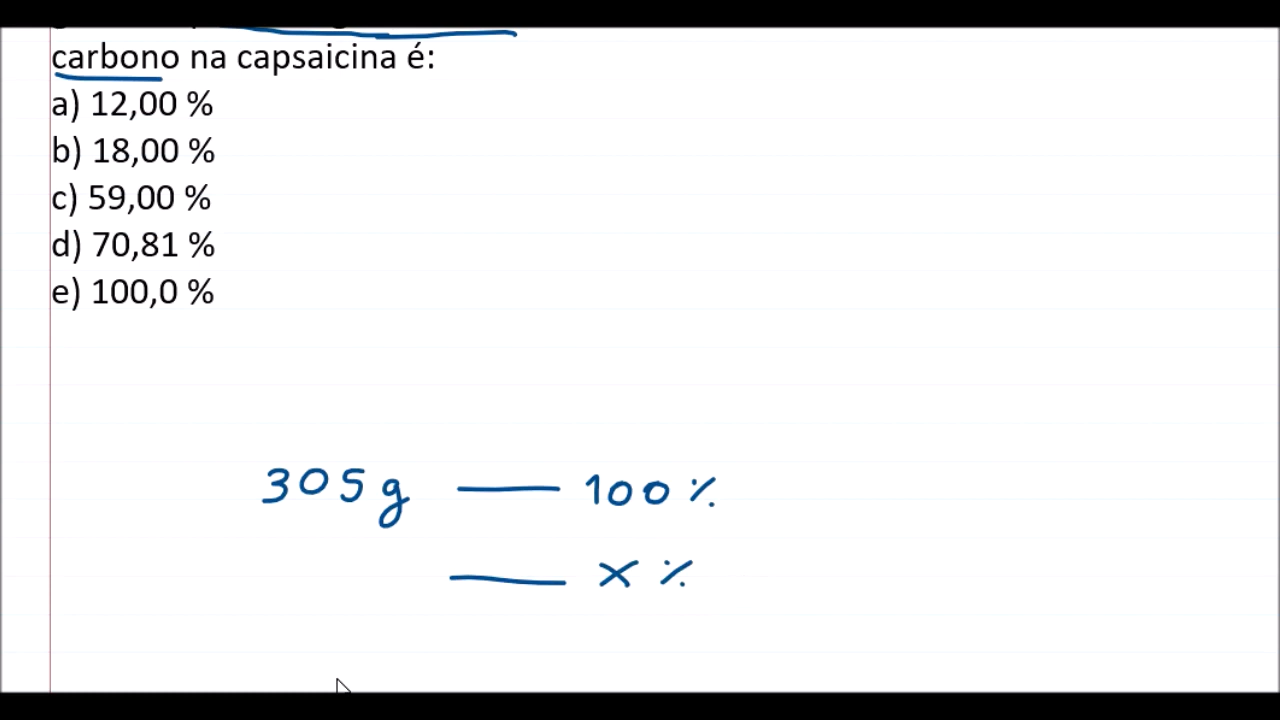 carbono na capsaicina é:
a) 12,00 %
b) 18,00 %
c) 59,00 %
d) 70,81 %
e) 100,0 %
305g — 100 %
— x %